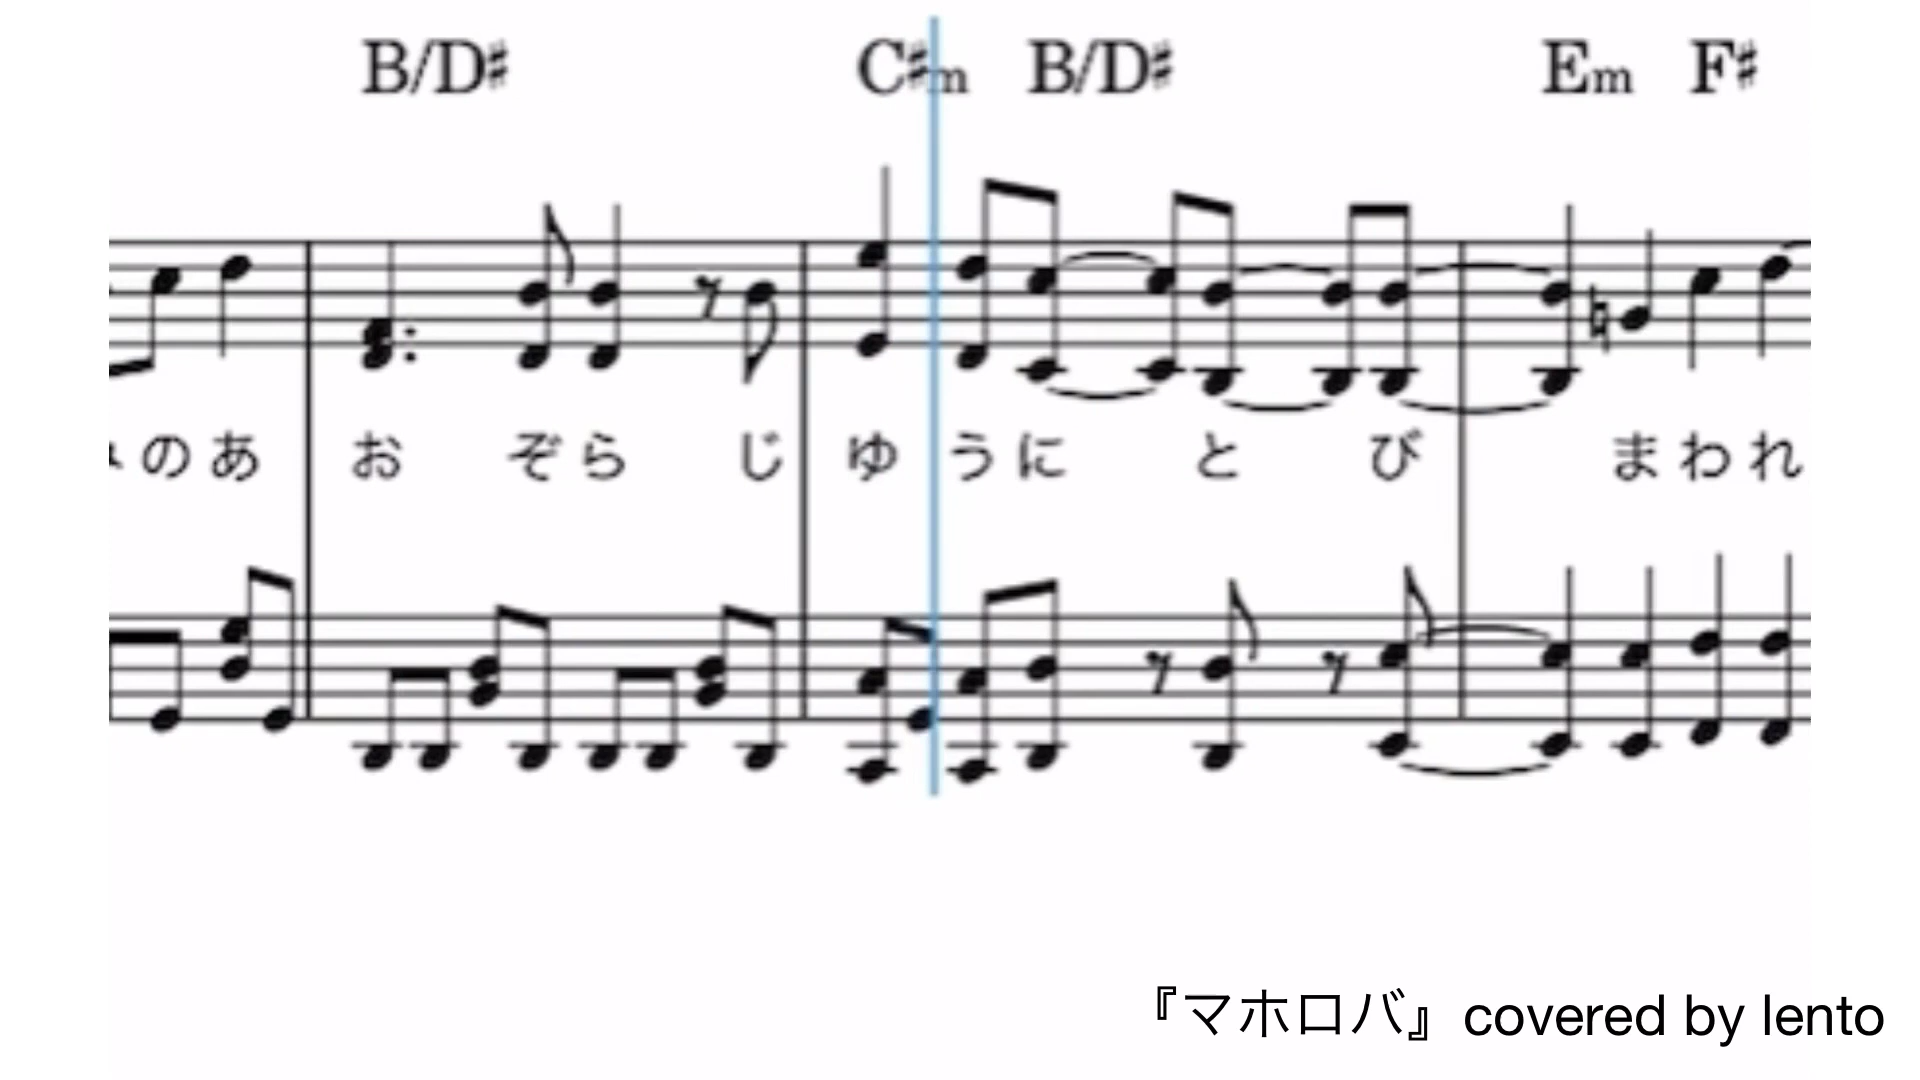 B/D♯ C♯m B/D♯ Em F♯
のあ お ぞら じ ゆ うに と び まわれ
『マホロバ』covered by lento